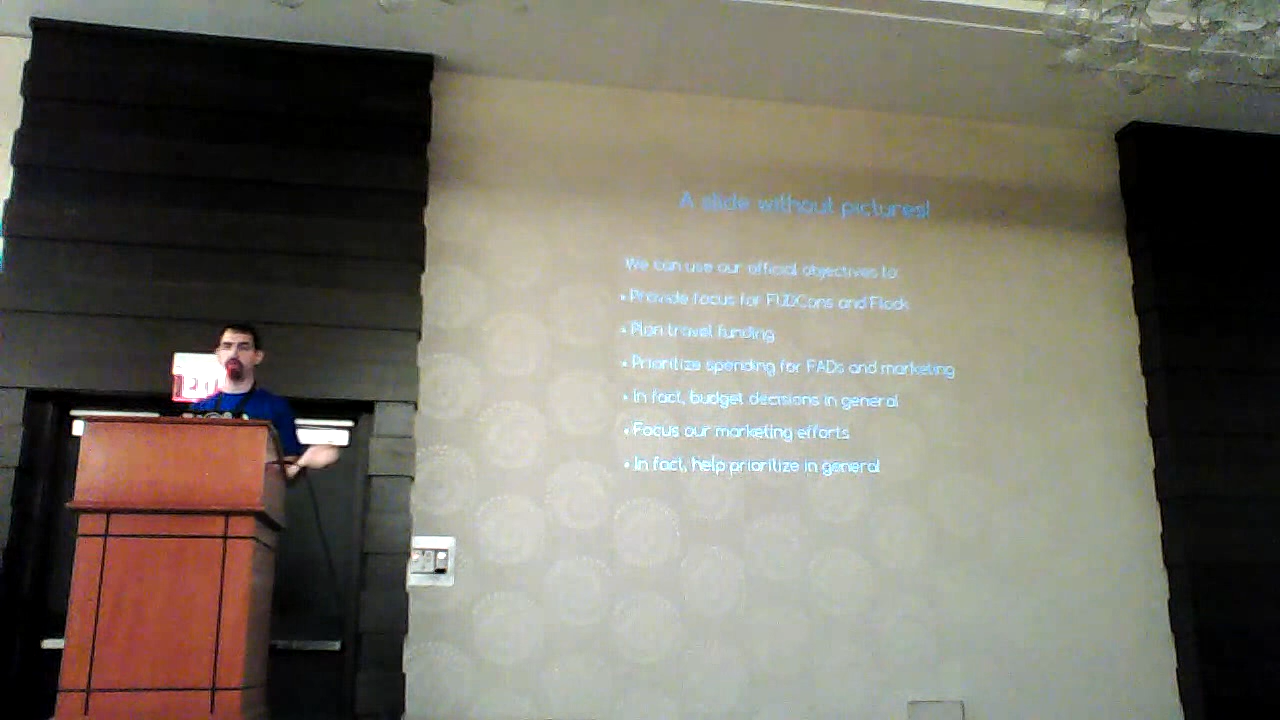 A slide without pictures!
We can use our official objectives to:
• Provide focus for FUDCons and Flock
• Plan travel funding
• Prioritize spending for FADs and marketing
• In fact, budget decisions in general
• Focus our marketing efforts
• In fact, help prioritize in general
EXIT